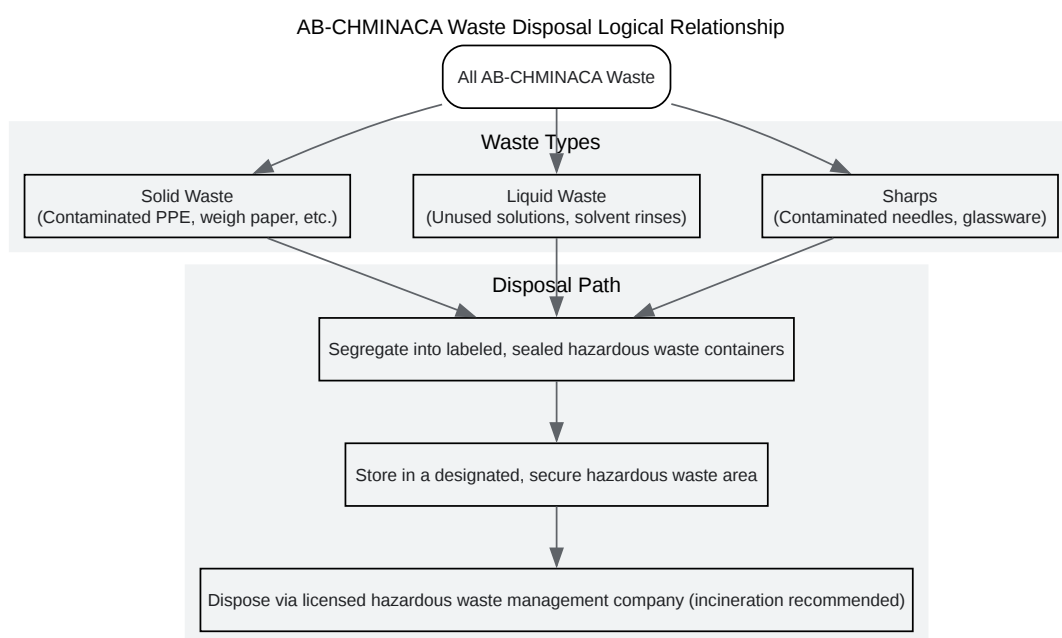 AB-CHMINACA Waste Disposal Logical Relationship
All AB-CHMINACA Waste
Waste Types
Solid Waste
(Contaminated PPE, weigh paper, etc.)
Liquid Waste
(Unused solutions, solvent rinses)
Sharps
(Contaminated needles, glassware)
Disposal Path
Segregate into labeled, sealed hazardous waste containers
Store in a designated, secure hazardous waste area
Dispose via licensed hazardous waste management company (incineration recommended)